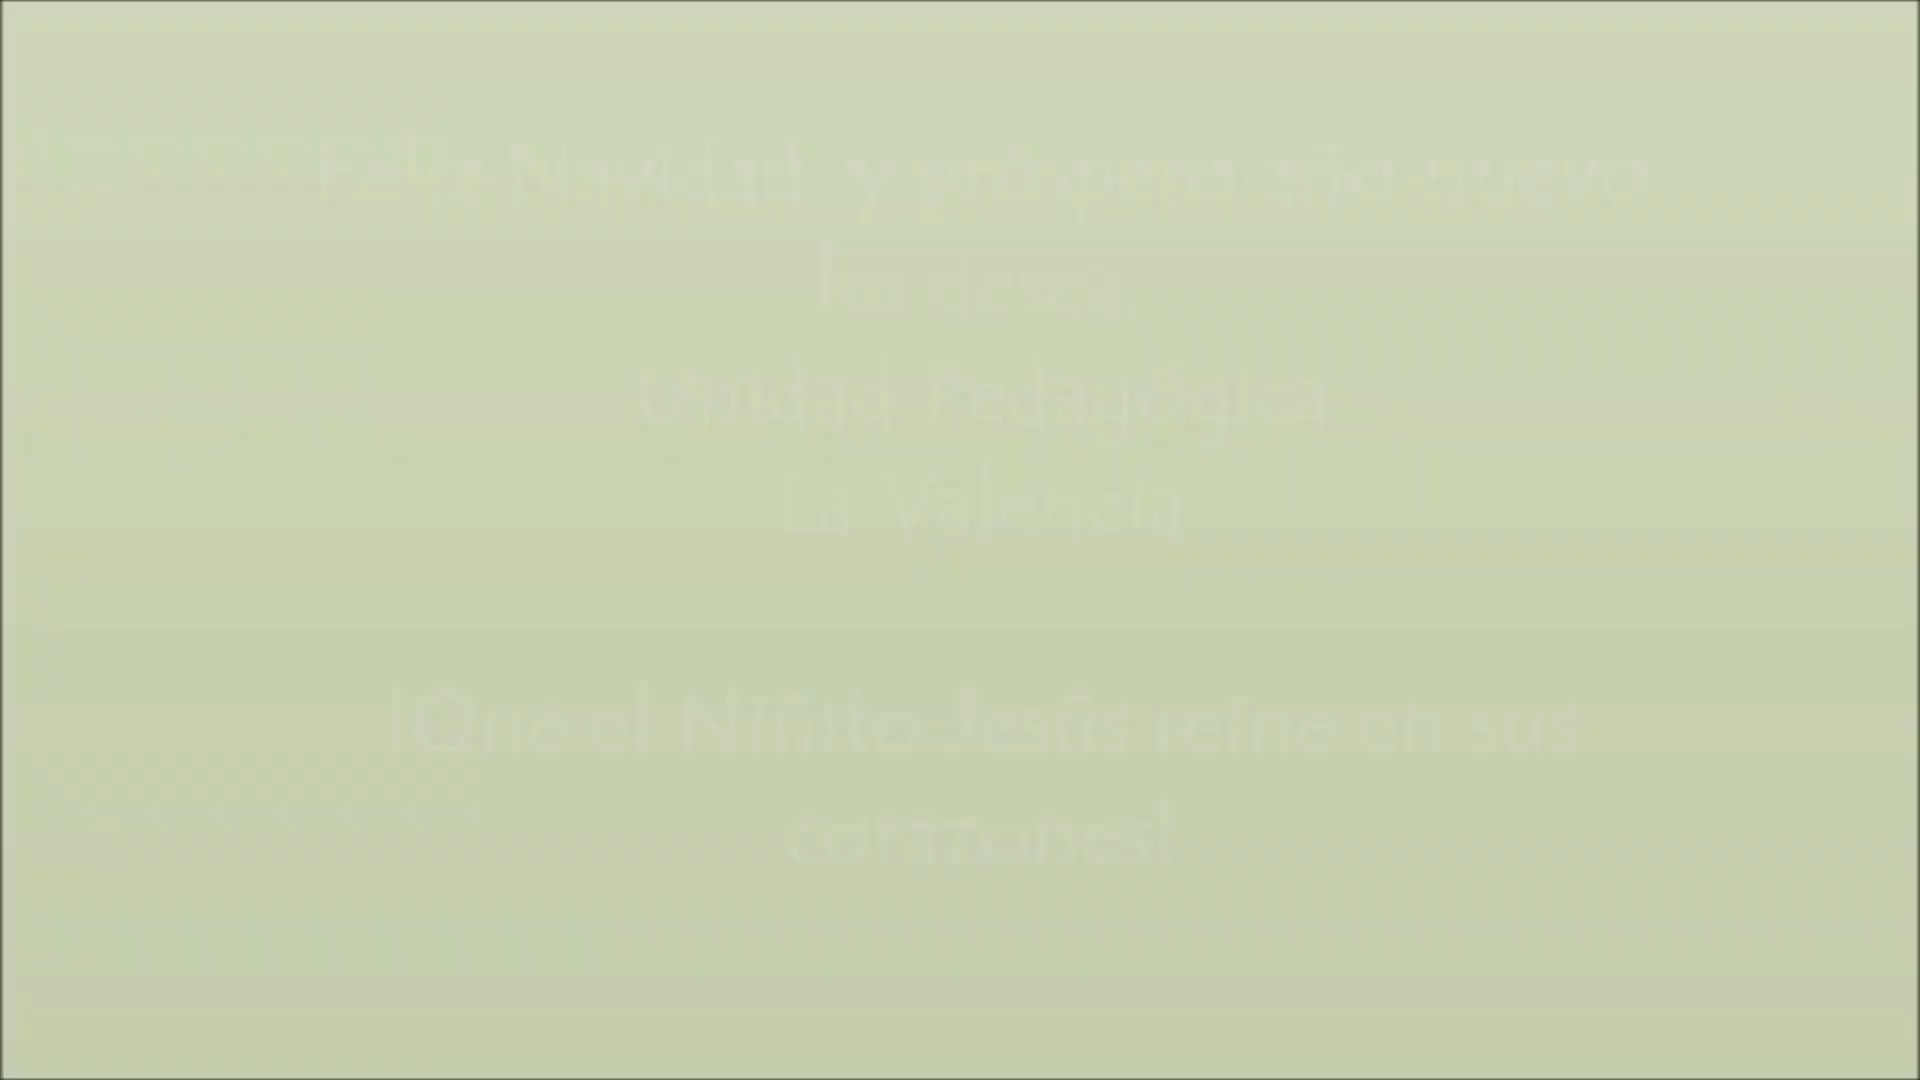 Feliz Navidad y próspero año nuevo
les desea
Unidad Pedagógica
La Valencia
¡Que el Niñito Jesús reine en sus
corazones!